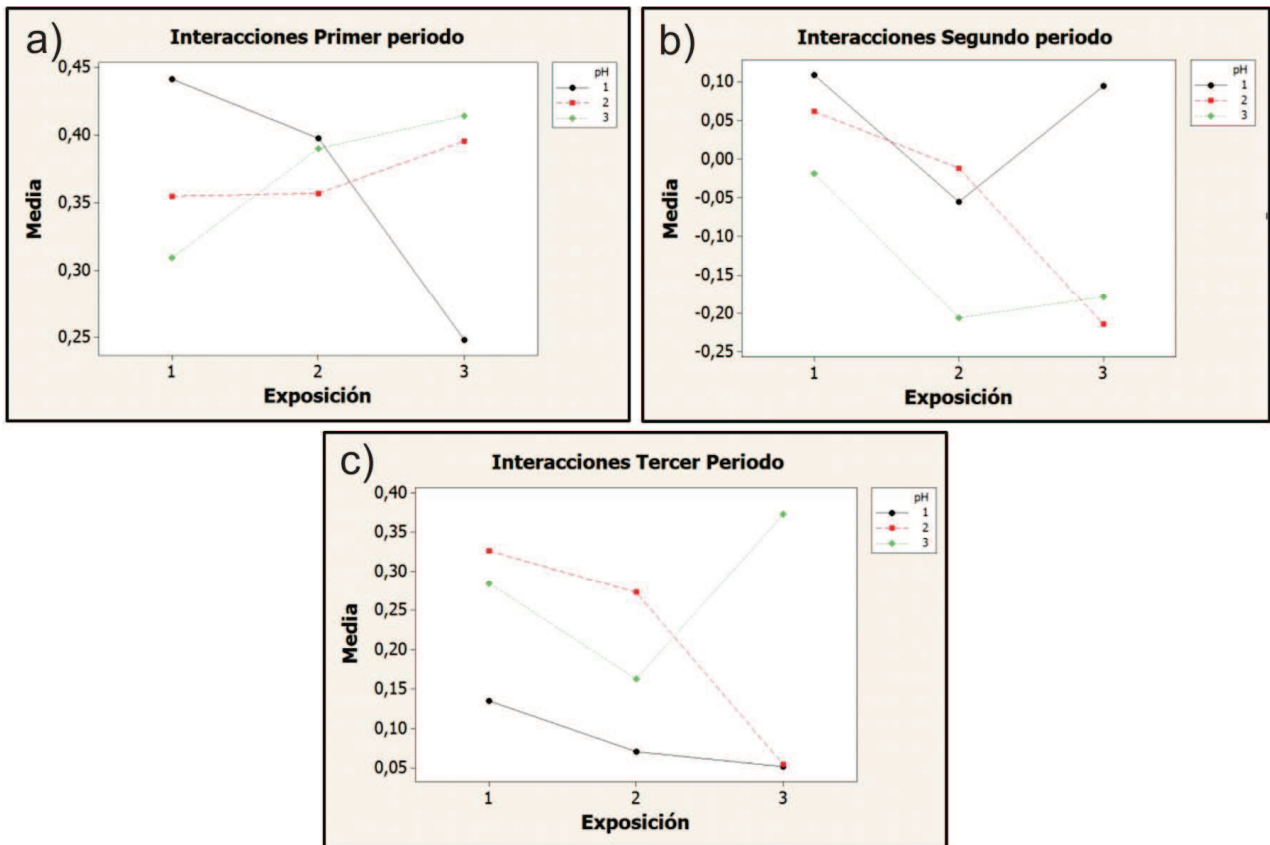 a)
Interacciones Primer periodo
0,45
0,40
0,35
0,30
0,25
Media
1 2 3
Exposición
pH
1
2
3
b)
Interacciones Segundo periodo
0,10
0,05
0,00
-0,05
-0,10
-0,15
-0,20
-0,25
Media
1 2 3
Exposición
pH
1
2
3
c)
Interacciones Tercer Periodo
0,40
0,35
0,30
0,25
0,20
0,15
0,10
0,05
Media
1 2 3
Exposición
pH
1
2
3